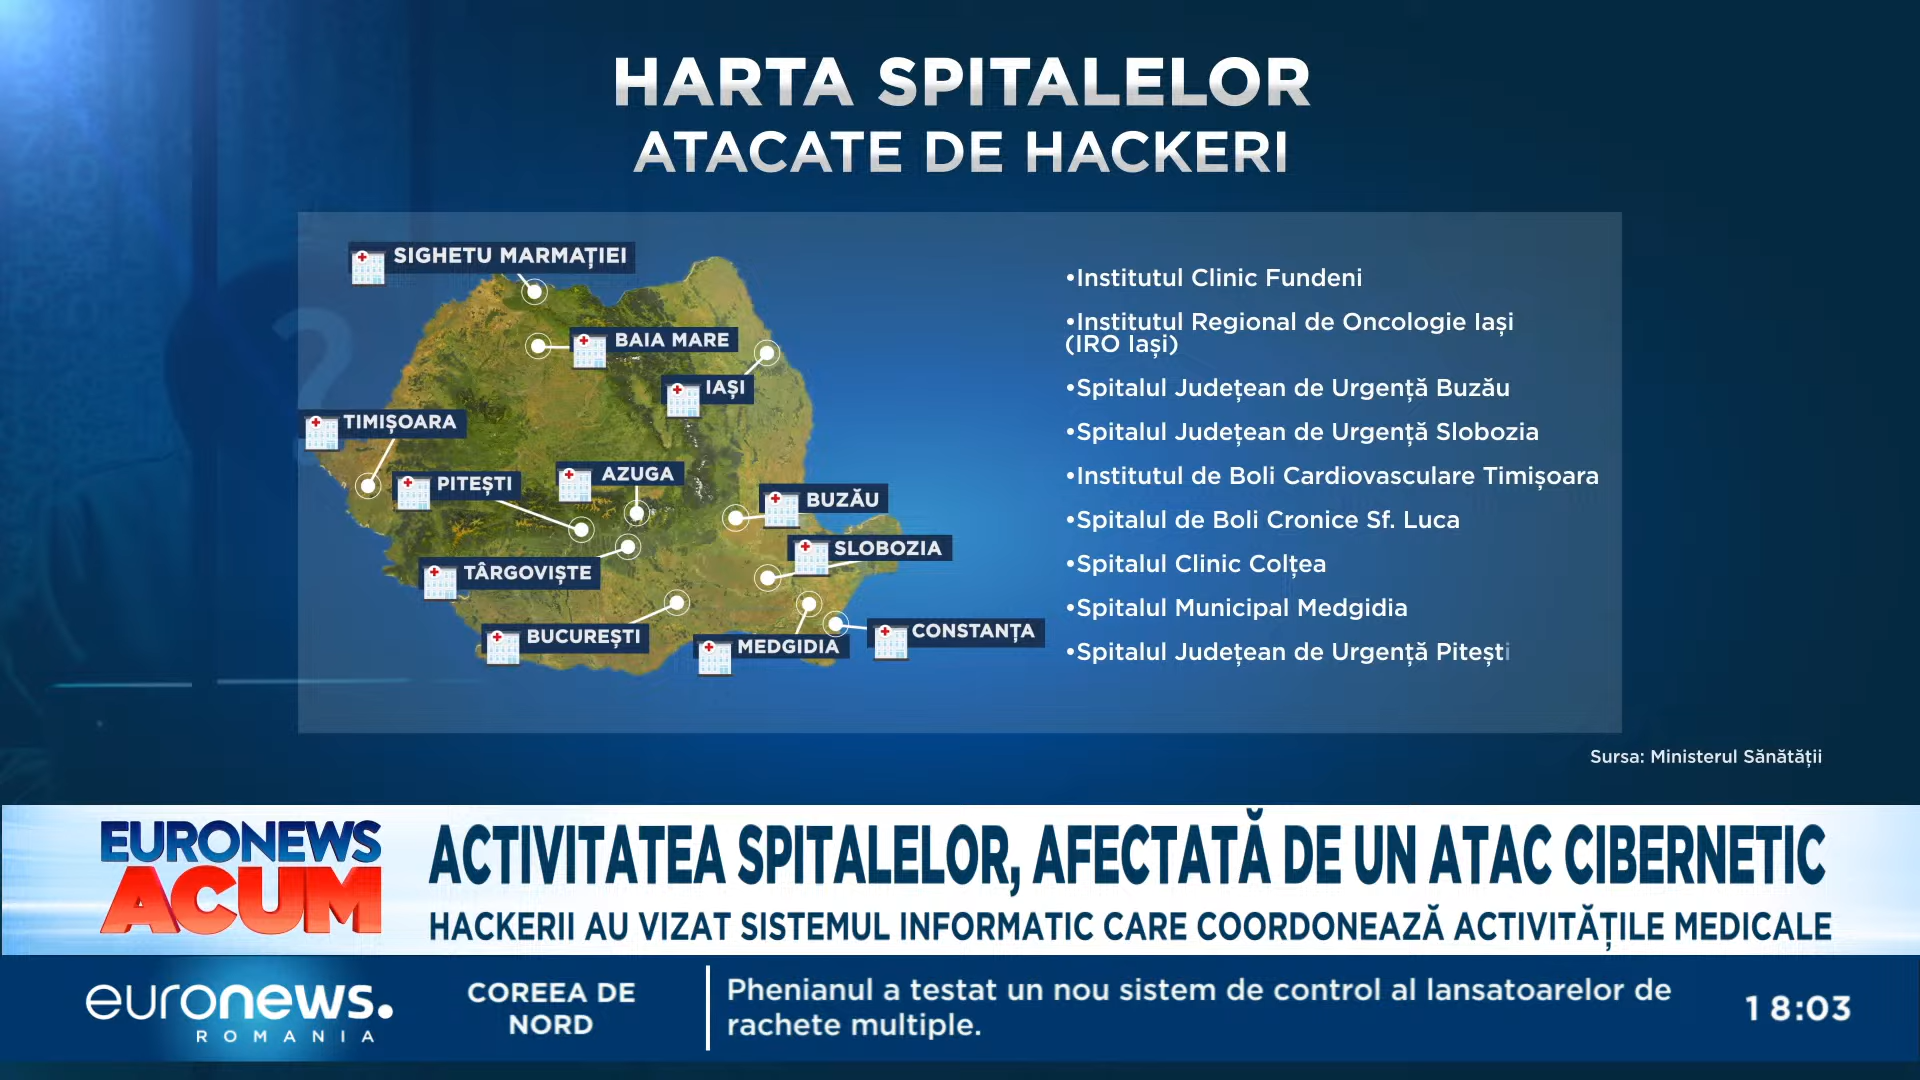 HARTA SPITALELOR
ATACATE DE HACKERI
SIGHETU MARMAȚIEI
BAIA MARE
IAȘI
TIMIȘOARA
PITEȘTI
AZUGA
BUZĂU
SLOBOZIA
TÂRGOVIȘTE
BUCUREȘTI
MEDGIDIA
CONSTANȚA
•Institutul Clinic Fundeni
•Institutul Regional de Oncologie Iași
(IRO Iași)
•Spitalul Județean de Urgență Buzău
•Spitalul Județean de Urgență Slobozia
•Institutul de Boli Cardiovasculare Timișoara
•Spitalul de Boli Cronice Sf. Luca
•Spitalul Clinic Colțea
•Spitalul Municipal Medgidia
•Spitalul Județean de Urgență Pitești
Sursa: Ministerul Sănătății
EURONEWS
ACUM
ACTIVITATEA SPITALELOR, AFECTATĂ DE UN ATAC CIBERNETIC
HACKERII AU VIZAT SISTEMUL INFORMATIC CARE COORDONEAZĂ ACTIVITĂȚILE MEDICALE
euronews.
ROMANIA
COREEA DE
NORD
Phenianul a testat un nou sistem de control al lansatoarelor de
rachete multiple.
18:03